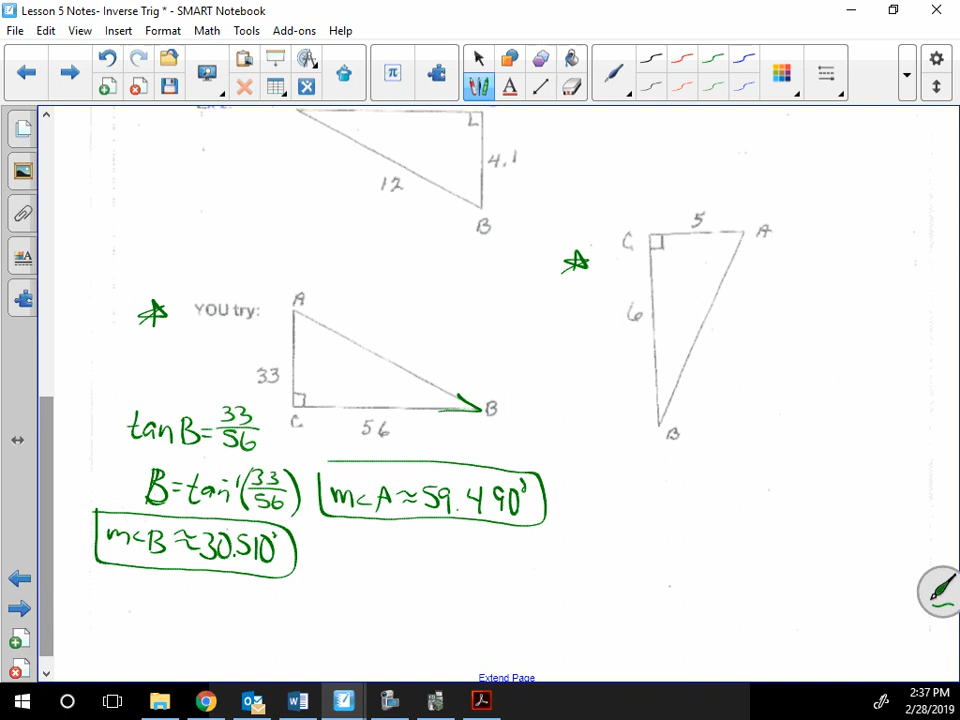 Lesson 5 Notes- Inverse Trig * - SMART Notebook
File Edit View Insert Format Math Tools Add-ons Help
4.1
12
B
5
C
A
6
B
YOU try:
A
33
C
56
B
tan B = 33/56
B = tan⁻¹(33/56)
m<A ≈ 59.490°
m<B ≈ 30.510°
Extend Page
2:37 PM
2/28/2019